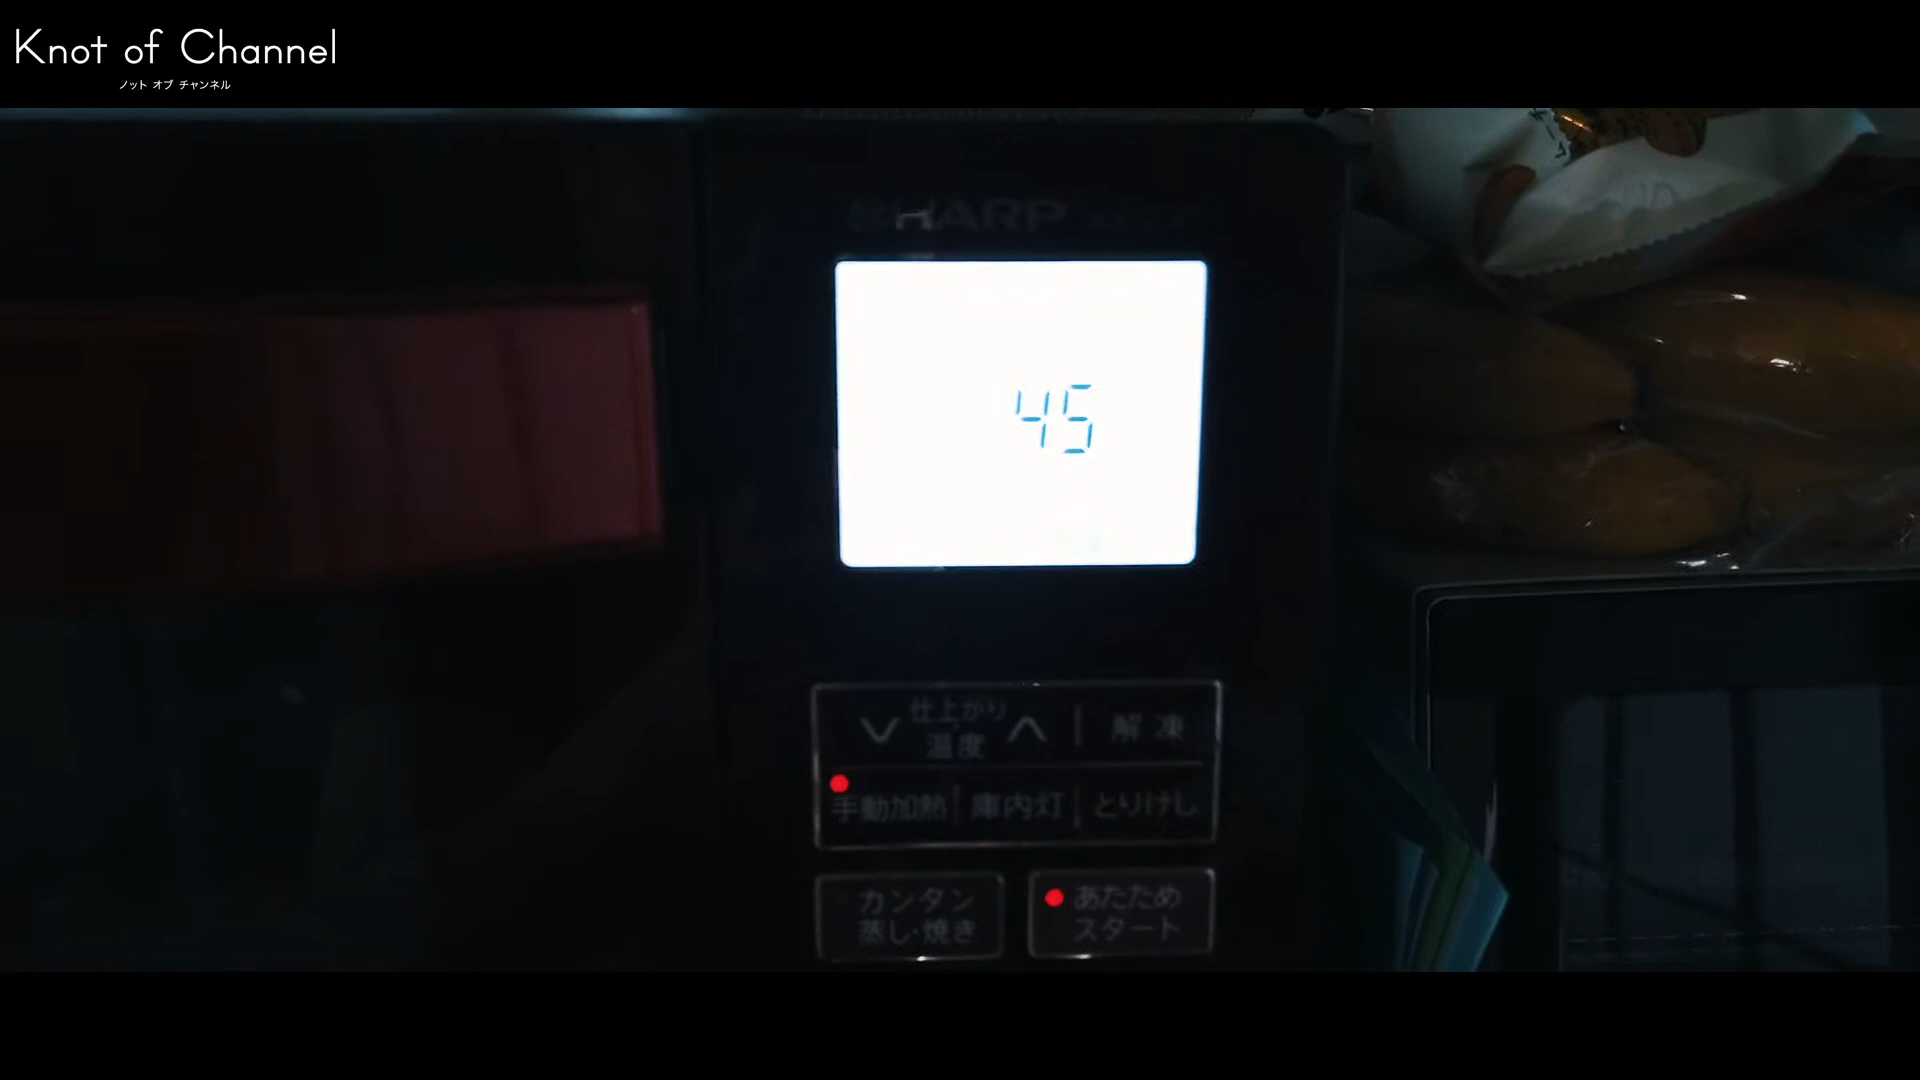 Knot of Channel
ノット オブ チャンネル
SHARP
45
仕上がり
温度
解凍
手動加熱
庫内灯
とりけし
カンタン
蒸し・焼き
あたため
スタート